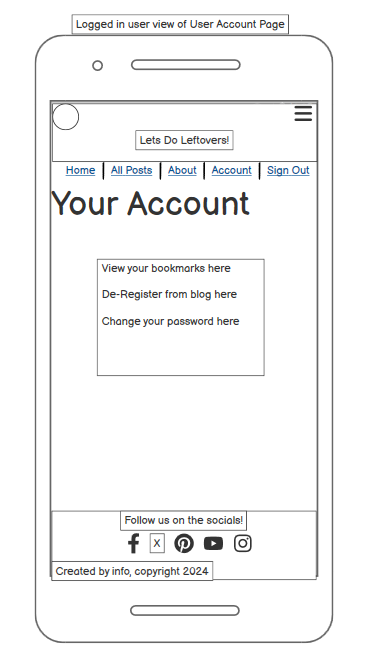 Logged in user view of User Account Page
Lets Do Leftovers!
Home All Posts About Account Sign Out
Your Account
View your bookmarks here
De-Register from blog here
Change your password here
Follow us on the socials!
X
Created by info, copyright 2024